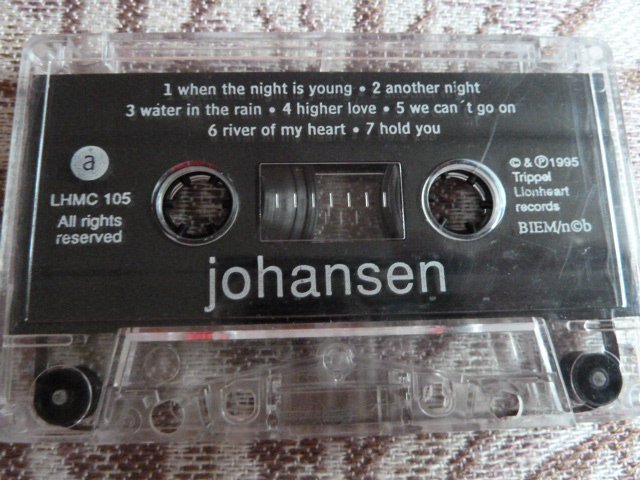 1 when the night is young • 2 another night
3 water in the rain • 4 higher love • 5 we can´t go on
6 river of my heart • 7 hold you
a
LHMC 105
All rights
reserved
© & ℗ 1995
Trippel
Lionheart
records
BIEM/n©b
johansen